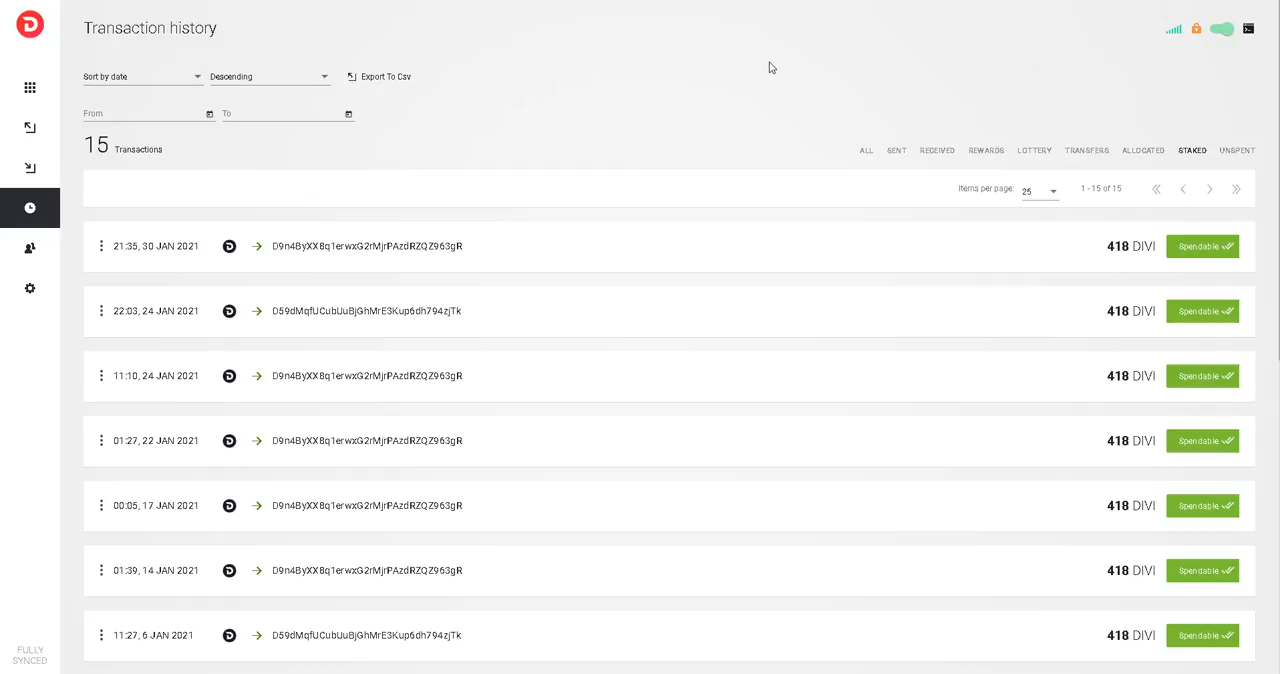 Transaction history
Sort by date Descending Export To Csv
From To
15 Transactions ALL SENT RECEIVED REWARDS LOTTERY TRANSFERS ALLOCATED STAKED UNSPENT
Items per page: 25 1 - 15 of 15
21:35, 30 JAN 2021 D9n4ByXX8q1erwxG2rMjrPAzdRZQZ963gR 418 DIVI Spendable
22:03, 24 JAN 2021 D59dMqfUCubUuBjGhMrE3Kup6dh794zjTk 418 DIVI Spendable
11:10, 24 JAN 2021 D9n4ByXX8q1erwxG2rMjrPAzdRZQZ963gR 418 DIVI Spendable
01:27, 22 JAN 2021 D9n4ByXX8q1erwxG2rMjrPAzdRZQZ963gR 418 DIVI Spendable
00:05, 17 JAN 2021 D9n4ByXX8q1erwxG2rMjrPAzdRZQZ963gR 418 DIVI Spendable
01:39, 14 JAN 2021 D9n4ByXX8q1erwxG2rMjrPAzdRZQZ963gR 418 DIVI Spendable
11:27, 6 JAN 2021 D59dMqfUCubUuBjGhMrE3Kup6dh794zjTk 418 DIVI Spendable
FULLY
SYNCED